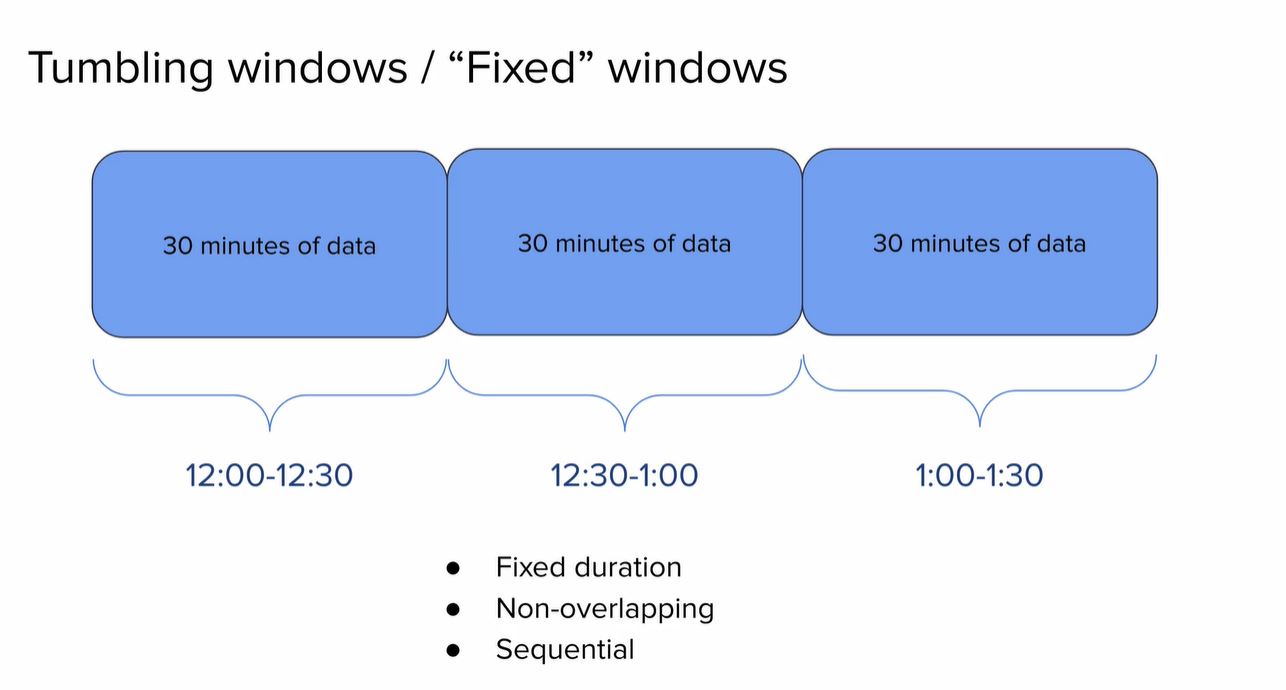 Tumbling windows / “Fixed” windows
30 minutes of data
30 minutes of data
30 minutes of data
12:00-12:30
12:30-1:00
1:00-1:30
● Fixed duration
● Non-overlapping
● Sequential